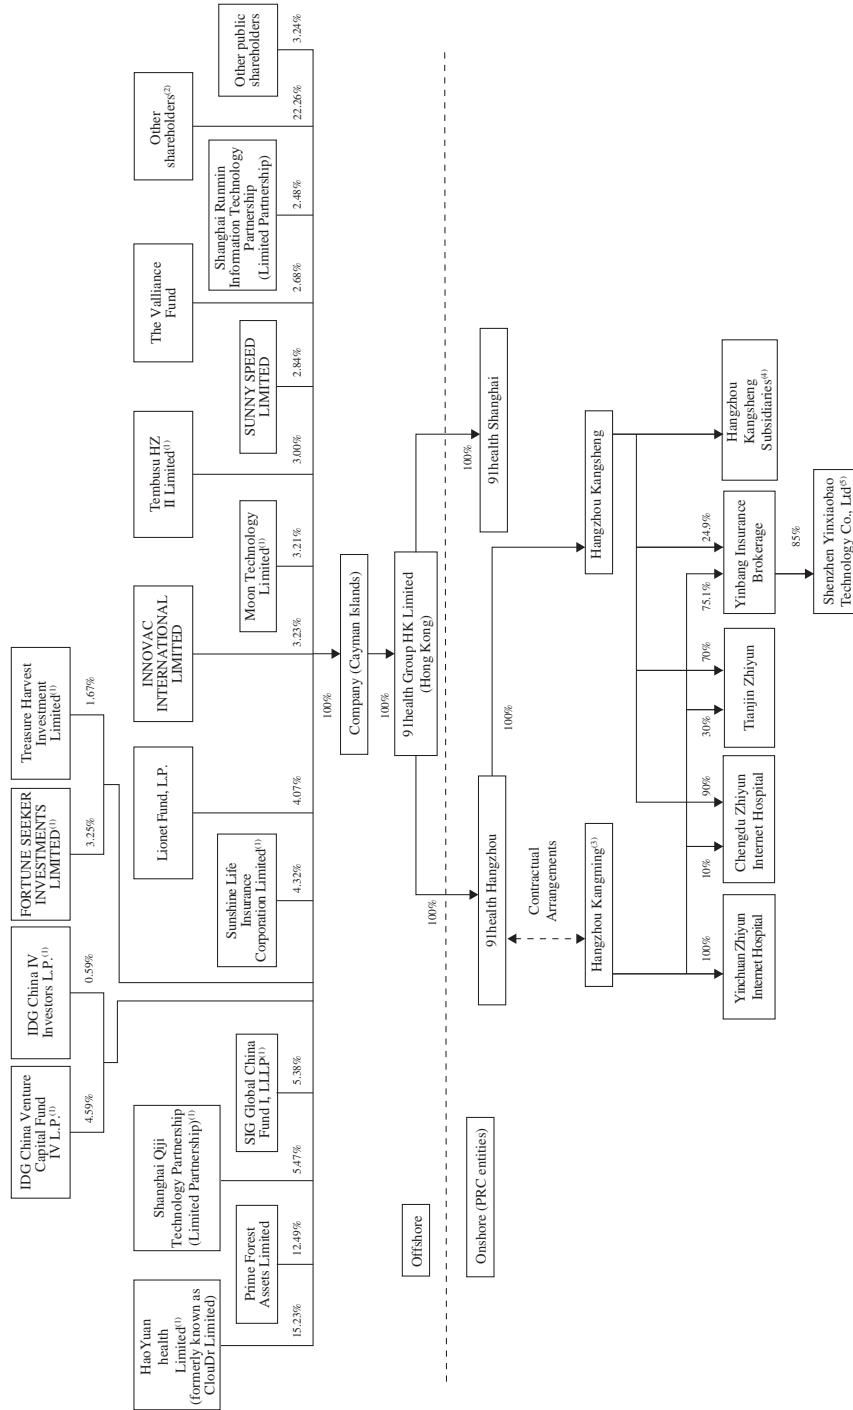 IDG China Venture
Capital Fund
IV L.P.(1)
IDG China IV
Investors L.P.(1)
FORTUNE SEEKER
INVESTMENTS
LIMITED(1)
Treasure Harvest
Investment
Limited(1)
4.59%
0.59%
3.25%
1.67%
HaoYuan
health
Limited(1)
(formerly known as
ClouDr Limited)
Shanghai Qiji
Technology Partnership
(Limited Partnership)(1)
Lionet Fund, L.P.
INNOVAC
INTERNATIONAL
LIMITED
Tembusu HZ
II Limited(1)
The Valliance
Fund
Other
shareholders(2)
Prime Forest
Assets Limited
SIG Global China
Fund I, LLLP(1)
Sunshine Life
Insurance
Corporation Limited(1)
Moon Technology
Limited(1)
SUNNY SPEED
LIMITED
Shanghai Runmin
Information Technology
Partnership
(Limited Partnership)
Other public
shareholders
15.23%
12.49%
5.47%
5.38%
4.32%
4.07%
3.23%
3.21%
3.00%
2.84%
2.68%
2.48%
22.26%
3.24%
100%
Company (Cayman Islands)
100%
91health Group HK Limited
(Hong Kong)
Offshore
Onshore (PRC entities)
100%
100%
91health Hangzhou
91health Shanghai
100%
Contractual
Arrangements
Hangzhou Kangming(3)
Hangzhou Kangsheng
100%
10%
90%
30%
70%
75.1%
24.9%
Yinchuan Zhiyun
Internet Hospital
Chengdu Zhiyun
Internet Hospital
Tianjin Zhiyun
Yinbang Insurance
Brokerage
Hangzhou
Kangsheng
Subsidiaries(4)
85%
Shenzhen Yinxiaobao
Technology Co., Ltd(5)